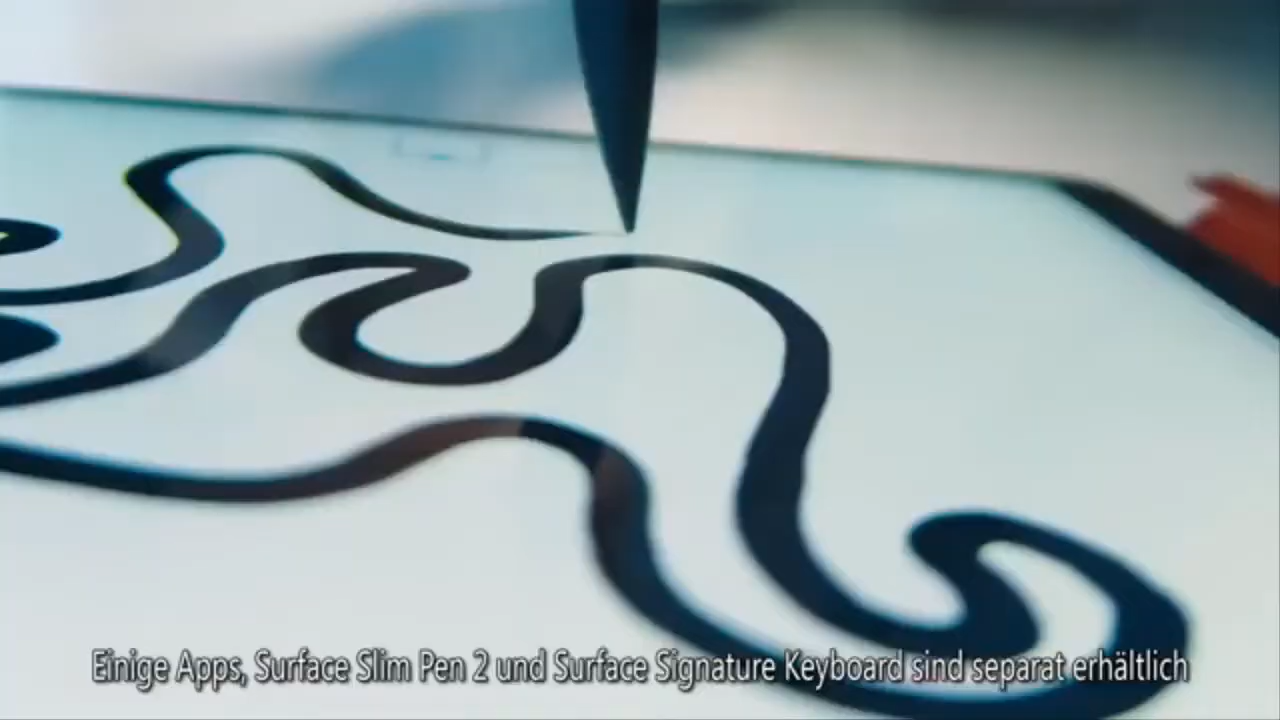 Einige Apps, Surface Slim Pen 2 und Surface Signature Keyboard sind separat erhältlich